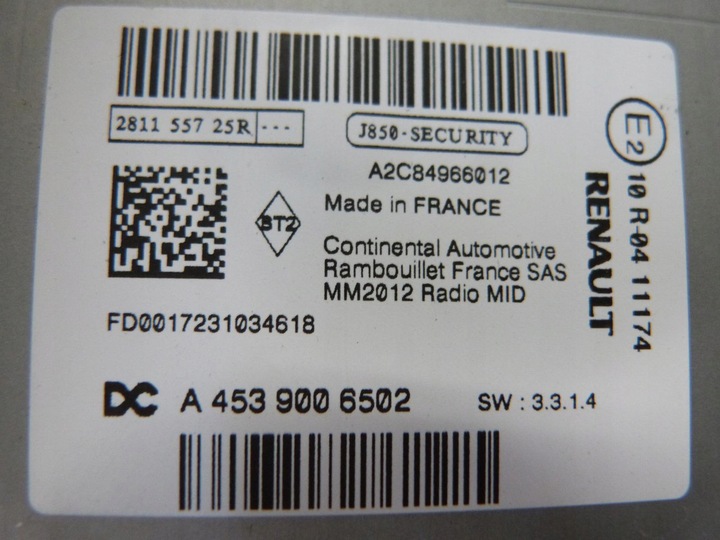 2811 557 25R ---
J850-SECURITY
A2C84966012
BT2
Made in FRANCE
Continental Automotive
Rambouillet France SAS
MM2012 Radio MID
FD0017231034618
DC A 453 900 6502
SW : 3.3.1.4
E2
10 R-04 11174
RENAULT